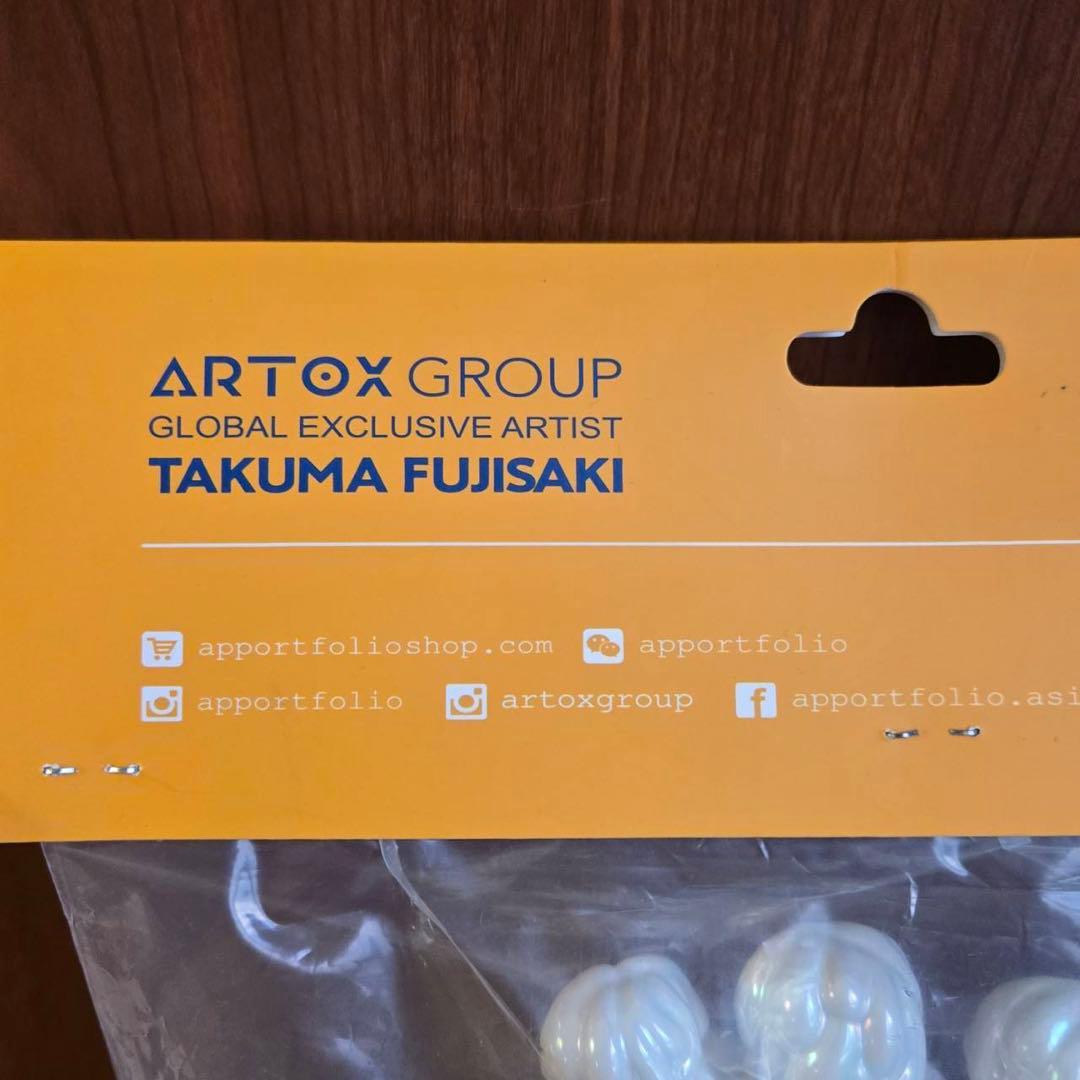 ARTOX GROUP
GLOBAL EXCLUSIVE ARTIST
TAKUMA FUJISAKI
apportfolioshop.com apportfolio
apportfolio artoxgroup apportfolio.asi